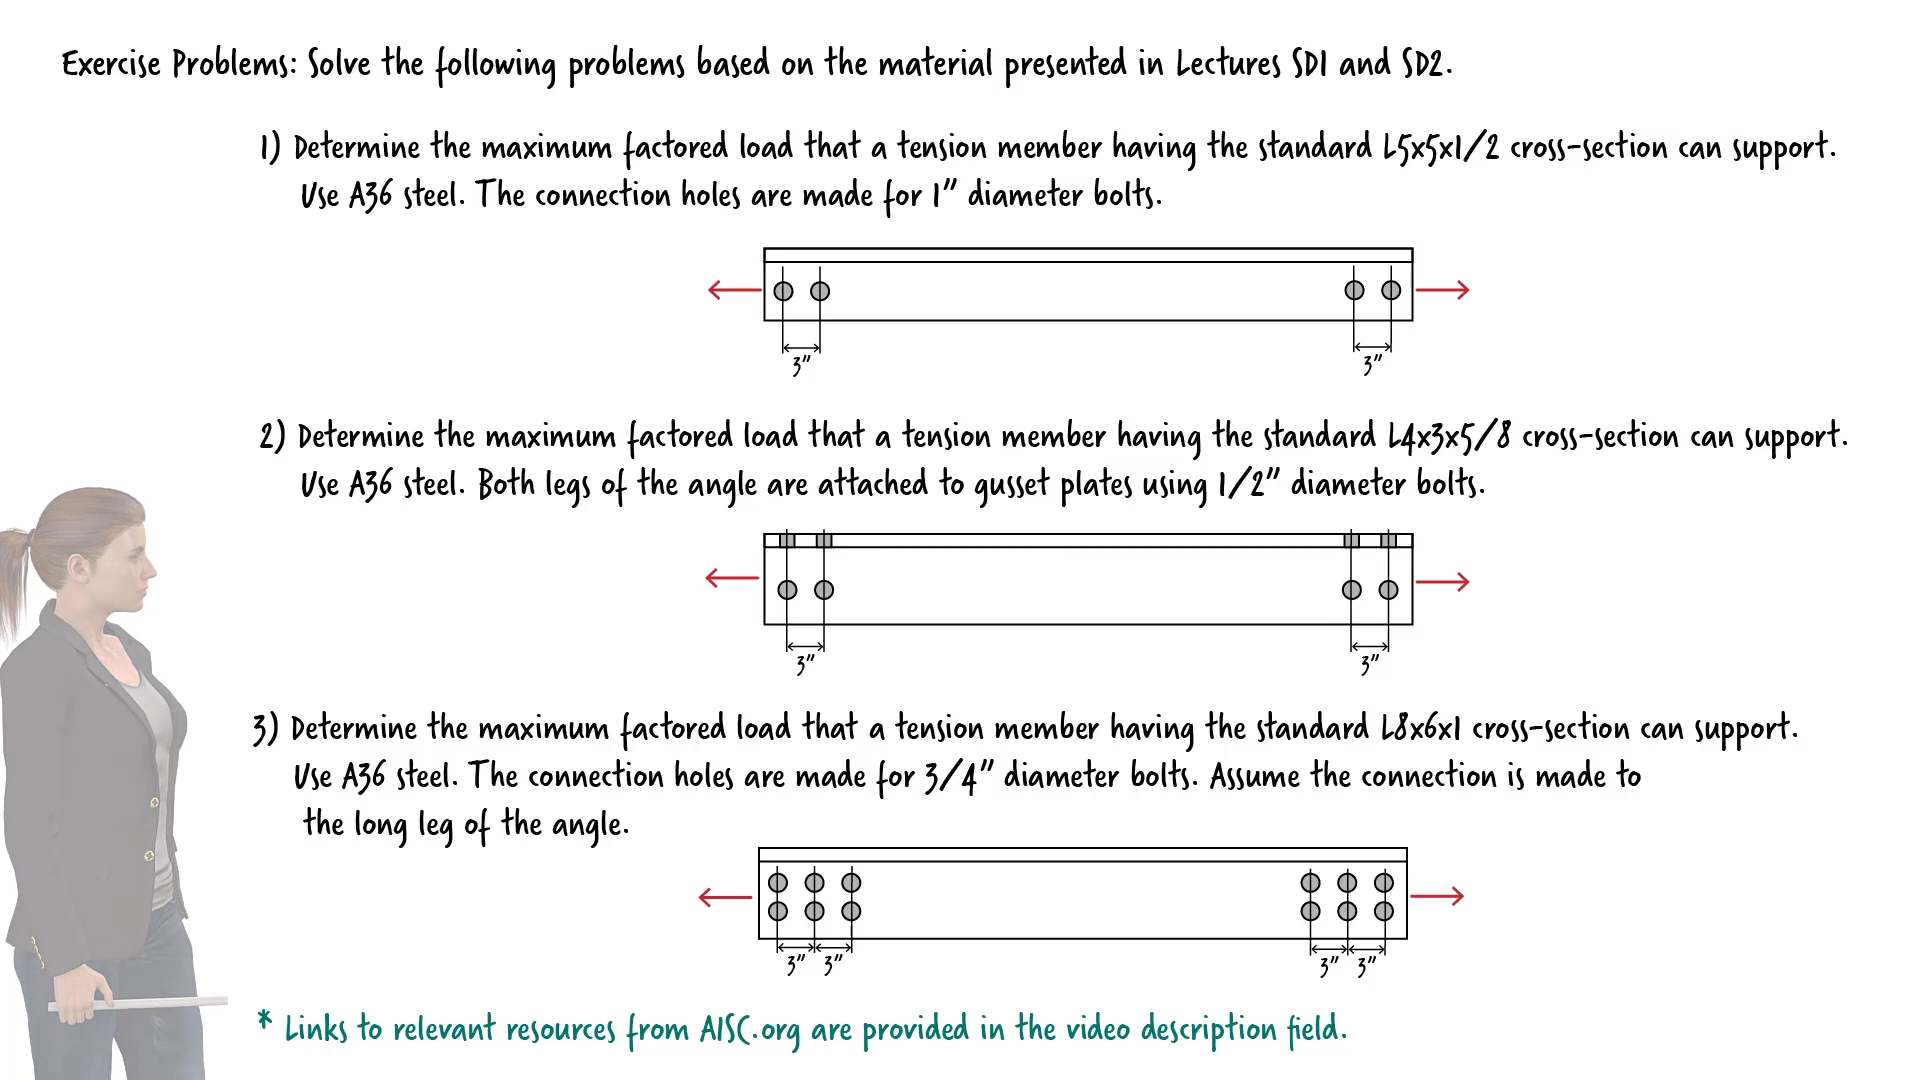 Exercise Problems: Solve the following problems based on the material presented in Lectures SD1 and SD2.
1) Determine the maximum factored load that a tension member having the standard L5x5x1/2 cross-section can support.
Use A36 steel. The connection holes are made for 1" diameter bolts.
3" 3"
2) Determine the maximum factored load that a tension member having the standard L4x3x5/8 cross-section can support.
Use A36 steel. Both legs of the angle are attached to gusset plates using 1/2" diameter bolts.
3" 3"
3) Determine the maximum factored load that a tension member having the standard L8x6x1 cross-section can support.
Use A36 steel. The connection holes are made for 3/4" diameter bolts. Assume the connection is made to
the long leg of the angle.
3" 3" 3" 3"
* Links to relevant resources from AISC.org are provided in the video description field.